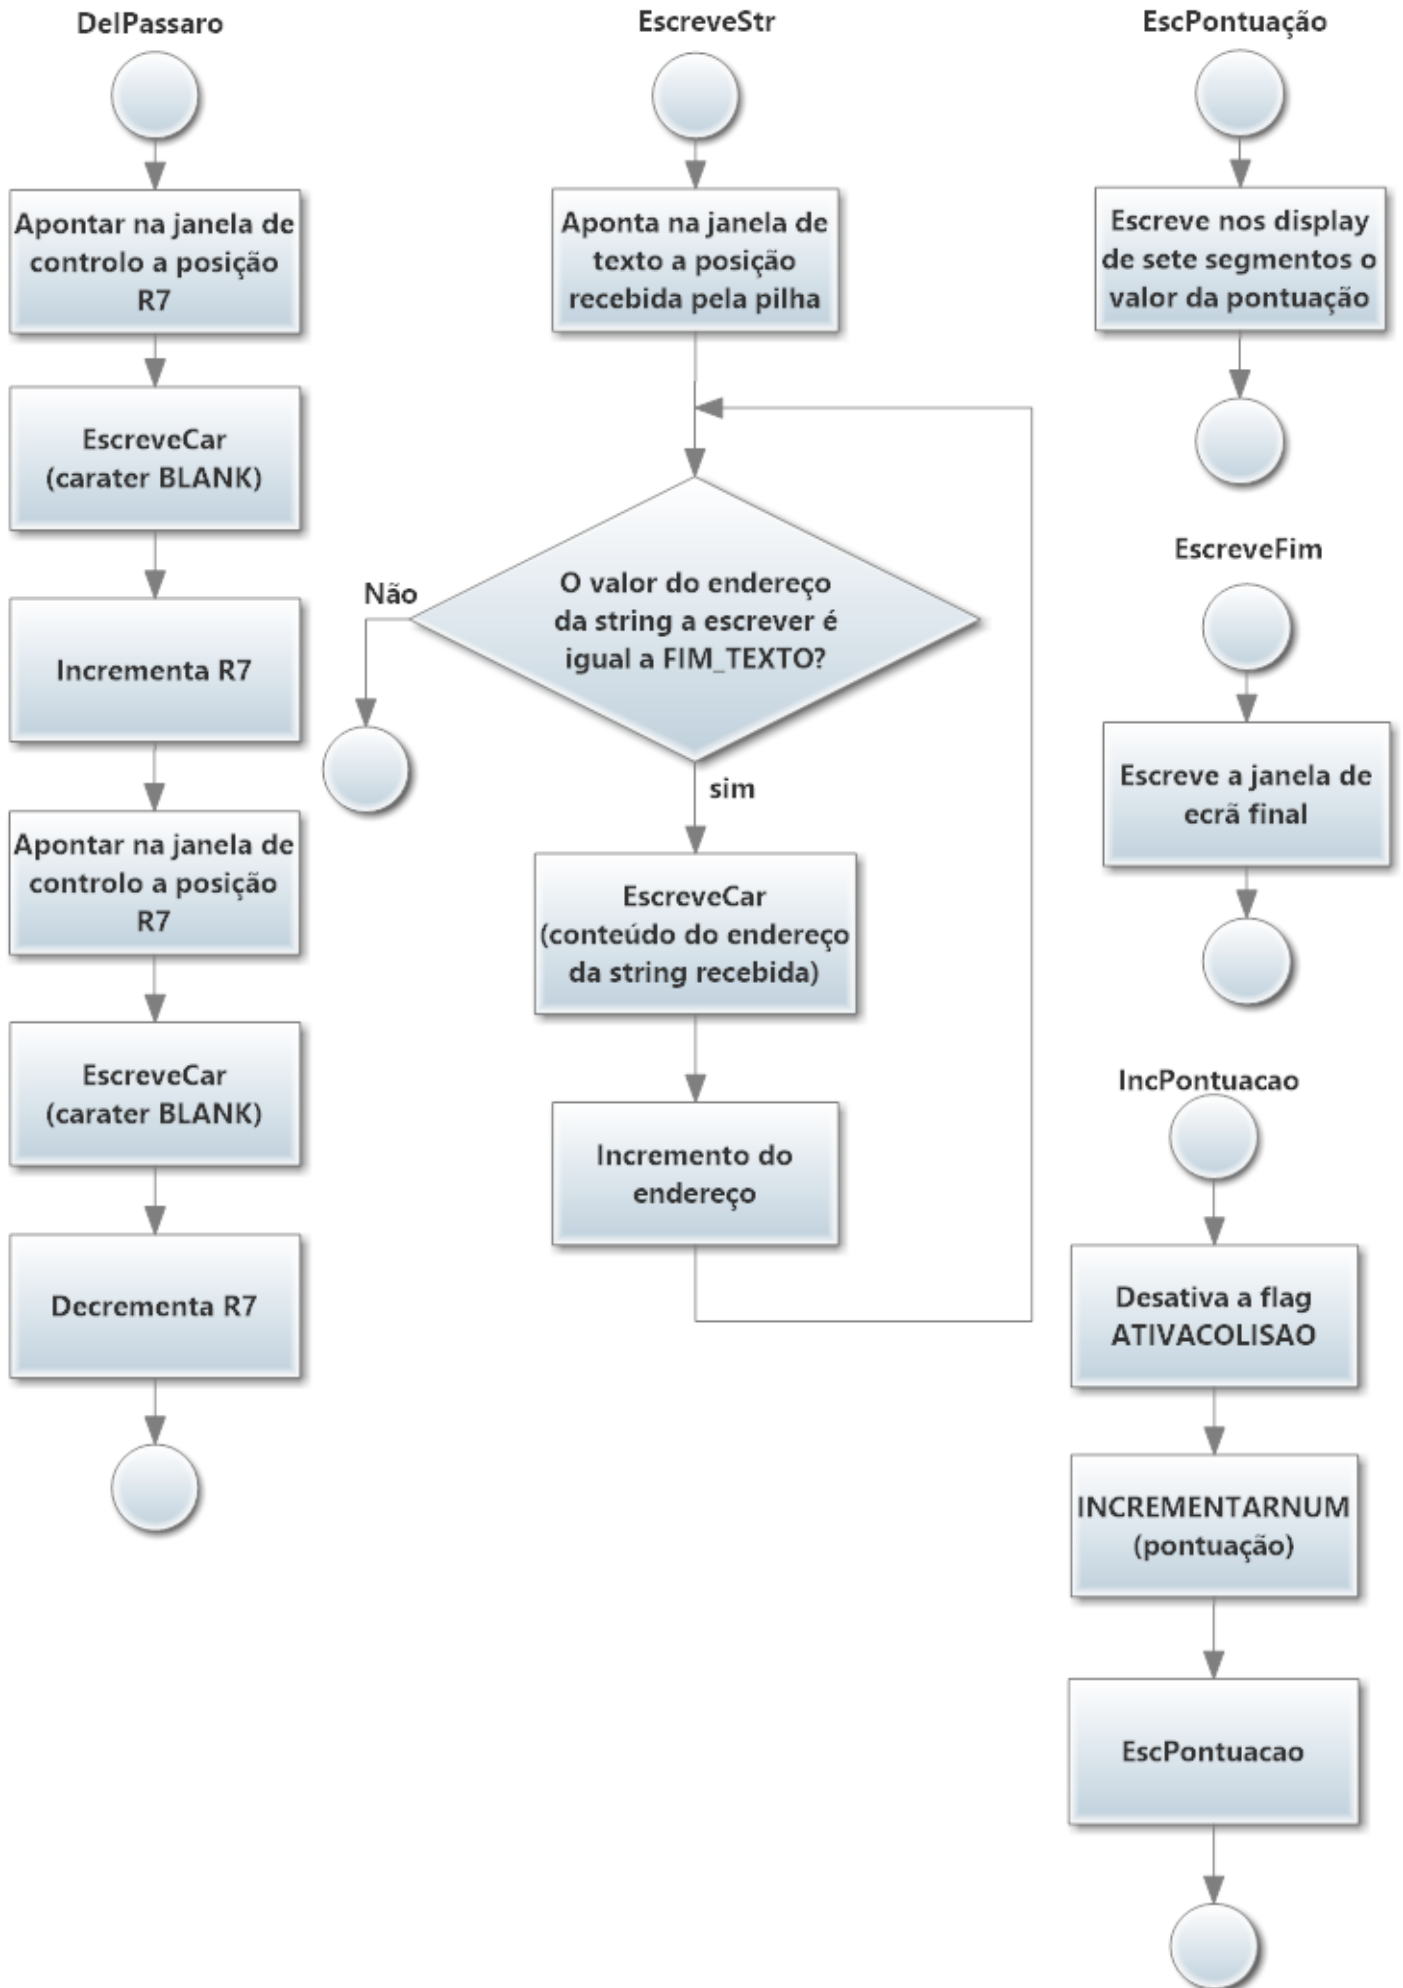 DelPassaro
Apontar na janela de
controlo a posição
R7
EscreveCar
(carater BLANK)
Incrementa R7
Apontar na janela de
controlo a posição
R7
EscreveCar
(carater BLANK)
Decrementa R7
EscreveStr
Aponta na janela de
texto a posição
recebida pela pilha
O valor do endereço
da string a escrever é
igual a FIM_TEXTO?
Não
sim
EscreveCar
(conteúdo do endereço
da string recebida)
Incremento do
endereço
EscPontuação
Escreve nos display
de sete segmentos o
valor da pontuação
EscreveFim
Escreve a janela de
ecrã final
IncPontuacao
Desativa a flag
ATIVACOLISAO
INCREMENTARNUM
(pontuação)
EscPontuacao